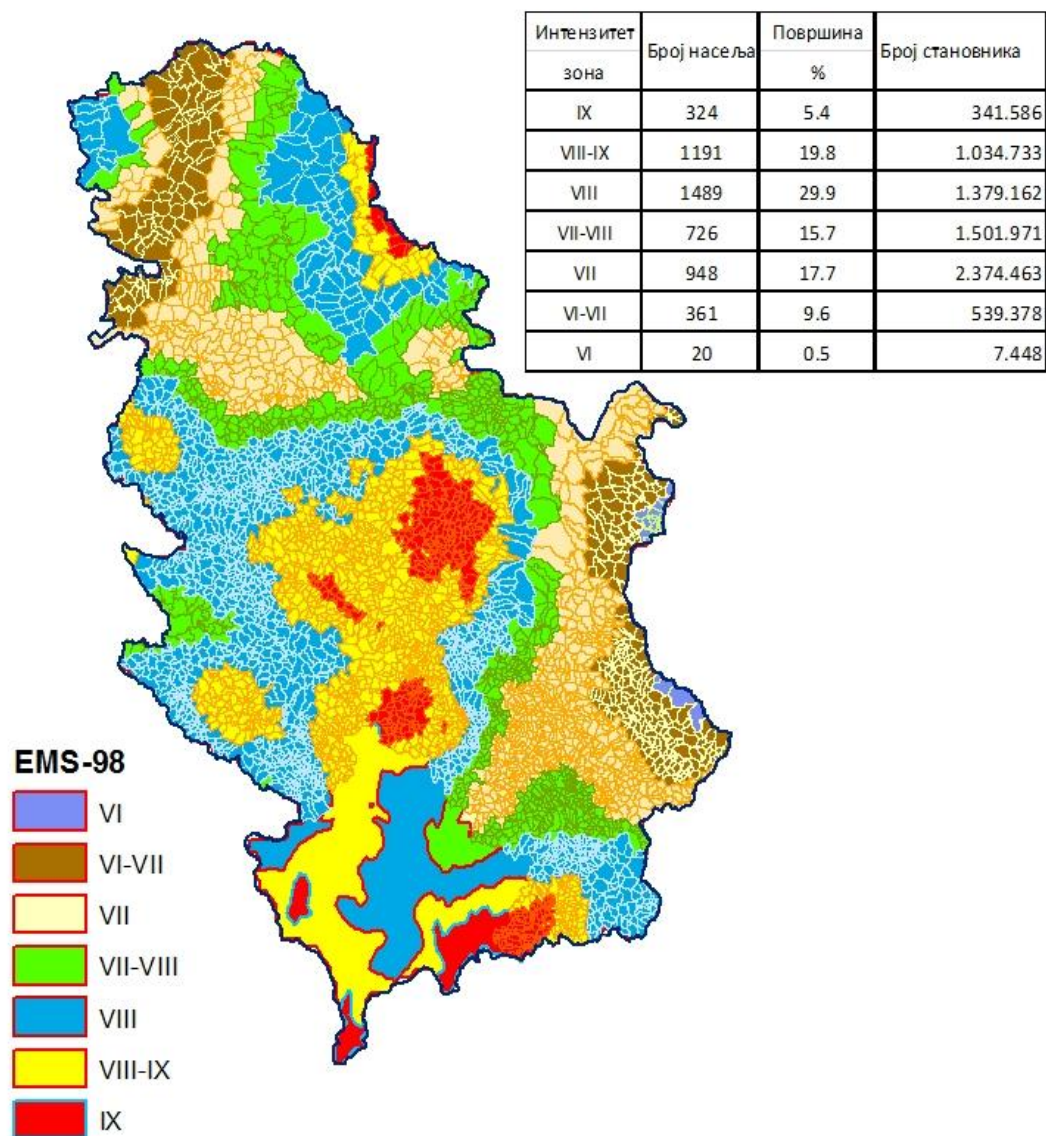 Интензитет зона Број насеља Површина % Број становника
IX 324 5.4 341.586
VIII-IX 1191 19.8 1.034.733
VIII 1489 29.9 1.379.162
VII-VIII 726 15.7 1.501.971
VII 948 17.7 2.374.463
VI-VII 361 9.6 539.378
VI 20 0.5 7.448
EMS-98
VI
VI-VII
VII
VII-VIII
VIII
VIII-IX
IX